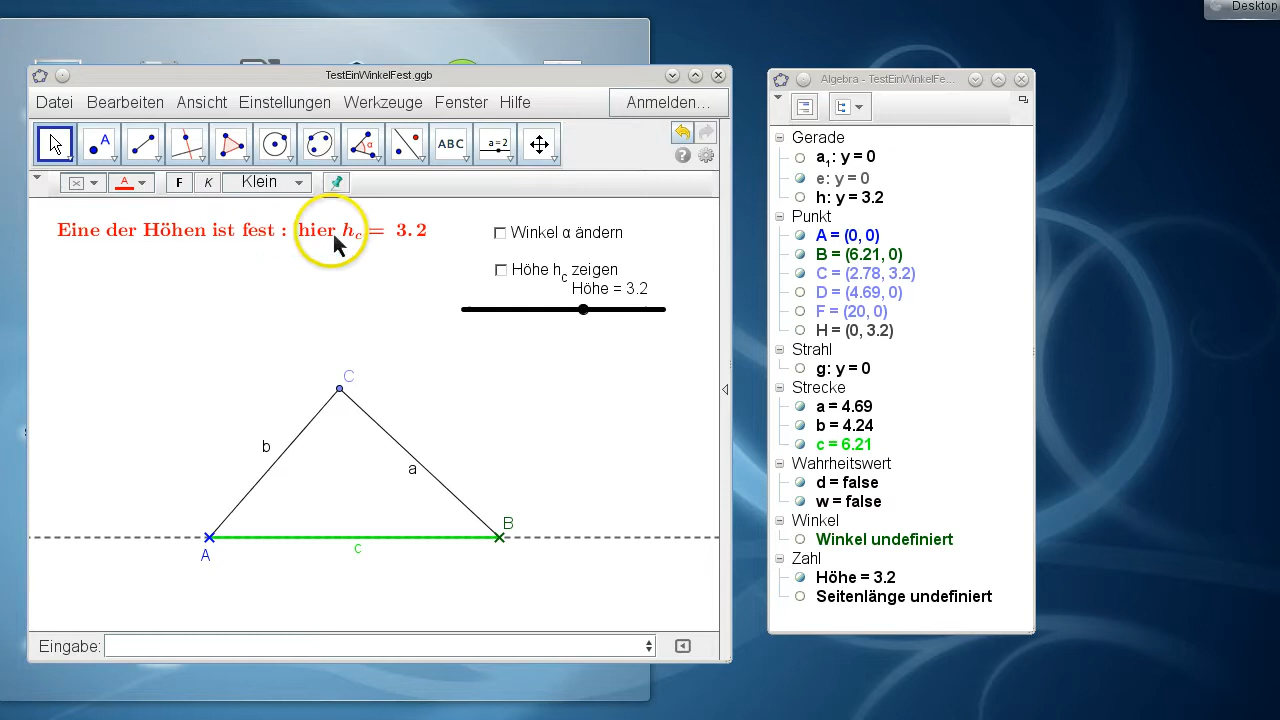 Desktop
TestEinWinkelFest.ggb
Datei Bearbeiten Ansicht Einstellungen Werkzeuge Fenster Hilfe Anmelden...
A α ABC a = 2
A F K Klein
Eine der Höhen ist fest : hier hc = 3.2
Winkel α ändern
Höhe hc zeigen
Höhe = 3.2
C
b
a
B
A
c
Eingabe:
Algebra - TestEinWinkelFe...
Gerade
a1: y = 0
e: y = 0
h: y = 3.2
Punkt
A = (0, 0)
B = (6.21, 0)
C = (2.78, 3.2)
D = (4.69, 0)
F = (20, 0)
H = (0, 3.2)
Strahl
g: y = 0
Strecke
a = 4.69
b = 4.24
c = 6.21
Wahrheitswert
d = false
w = false
Winkel
Winkel undefiniert
Zahl
Höhe = 3.2
Seitenlänge undefiniert